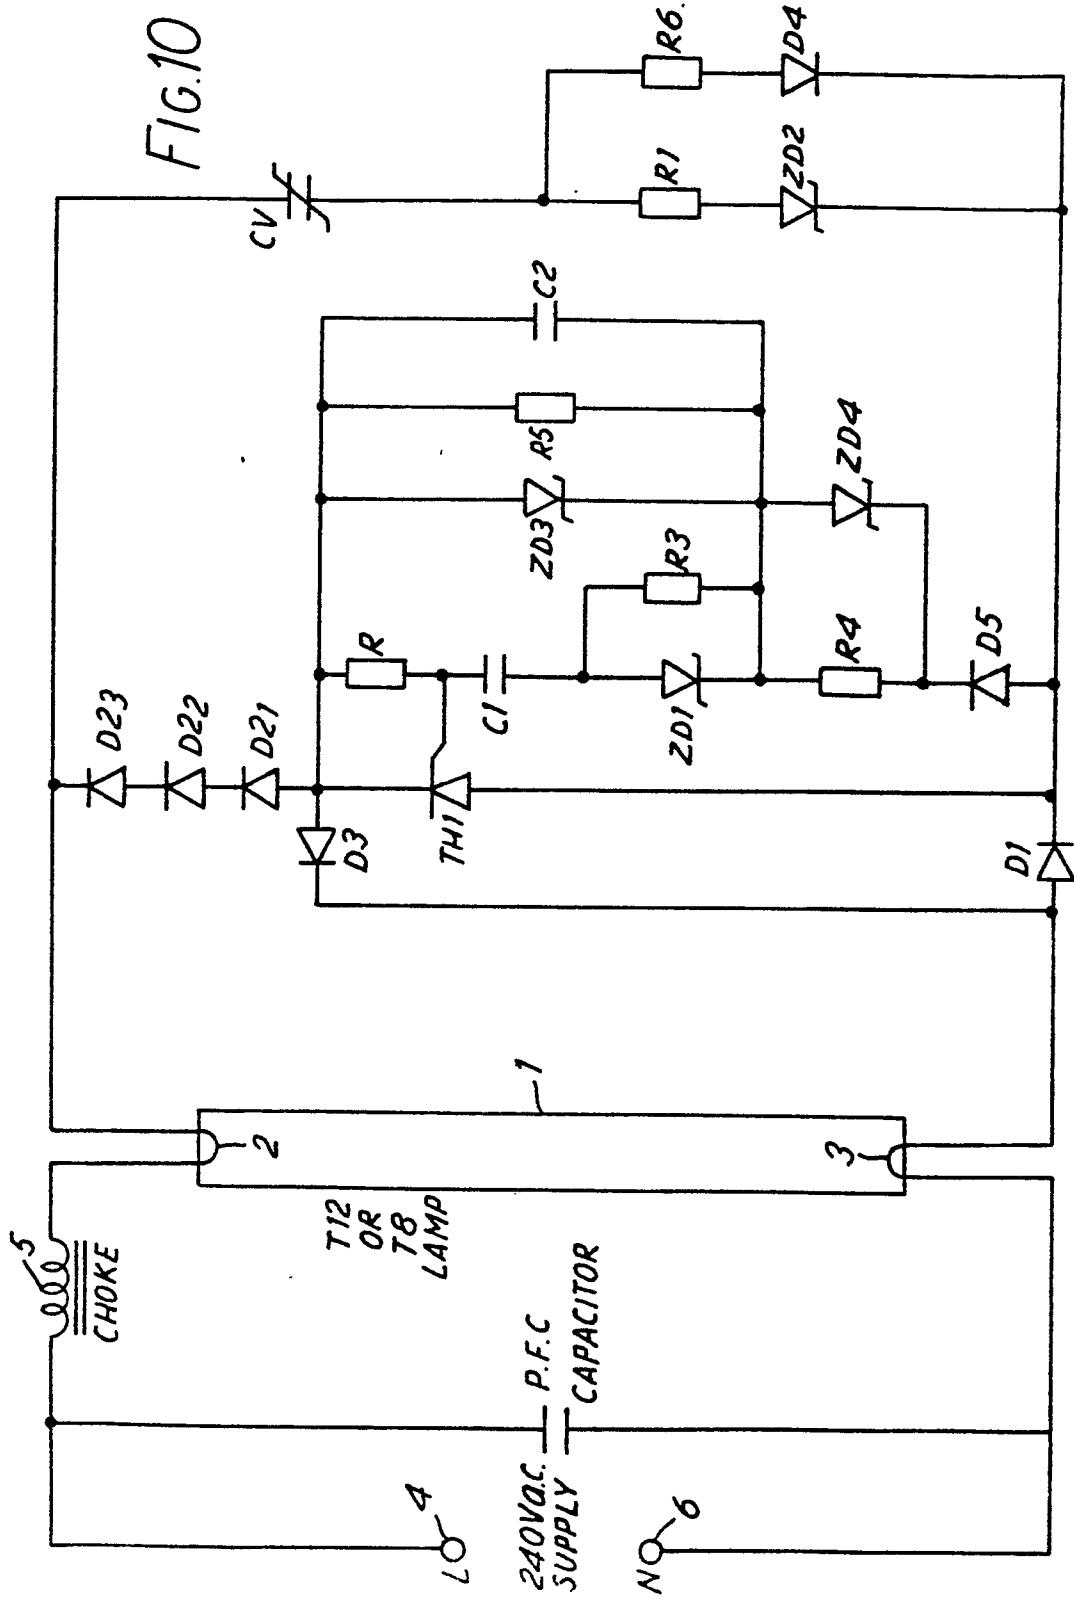 FIG.10
CV
R6.
D4
R1
ZD2
C2
R5
ZD3
ZD4
R3
R
C1
ZD1
R4
D5
D23
D22
D21
D3
TH1
D1
1
2
3
T12
OR
T8
LAMP
5
CHOKE
P.F.C
CAPACITOR
L
4
240Va.c.
SUPPLY
N
6